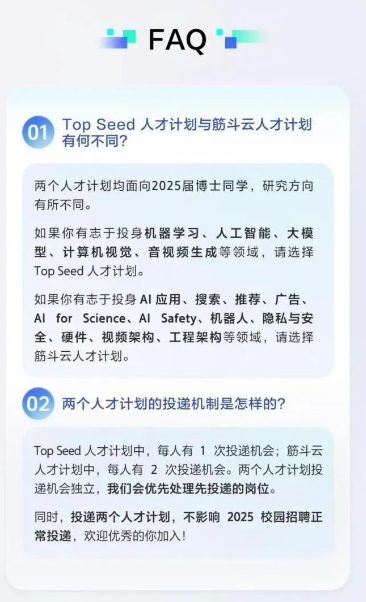 FAQ
01 Top Seed 人才计划与筋斗云人才计划
有何不同?
两个人才计划均面向2025届博士同学，研究方向
有所不同。
如果你有志于投身机器学习、人工智能、大模
型、计算机视觉、音视频生成等领域，请选择
Top Seed 人才计划。
如果你有志于投身 AI 应用、搜索、推荐、广告、
AI for Science、AI Safety、机器人、隐私与安
全、硬件、视频架构、工程架构等领域，请选择
筋斗云人才计划。
02 两个人才计划的投递机制是怎样的?
Top Seed 人才计划中，每人有 1 次投递机会；筋斗云
人才计划中，每人有 2 次投递机会。两个人才计划投
递机会独立，我们会优先处理先投递的岗位。
同时，投递两个人才计划，不影响 2025 校园招聘正
常投递，欢迎优秀的你加入！